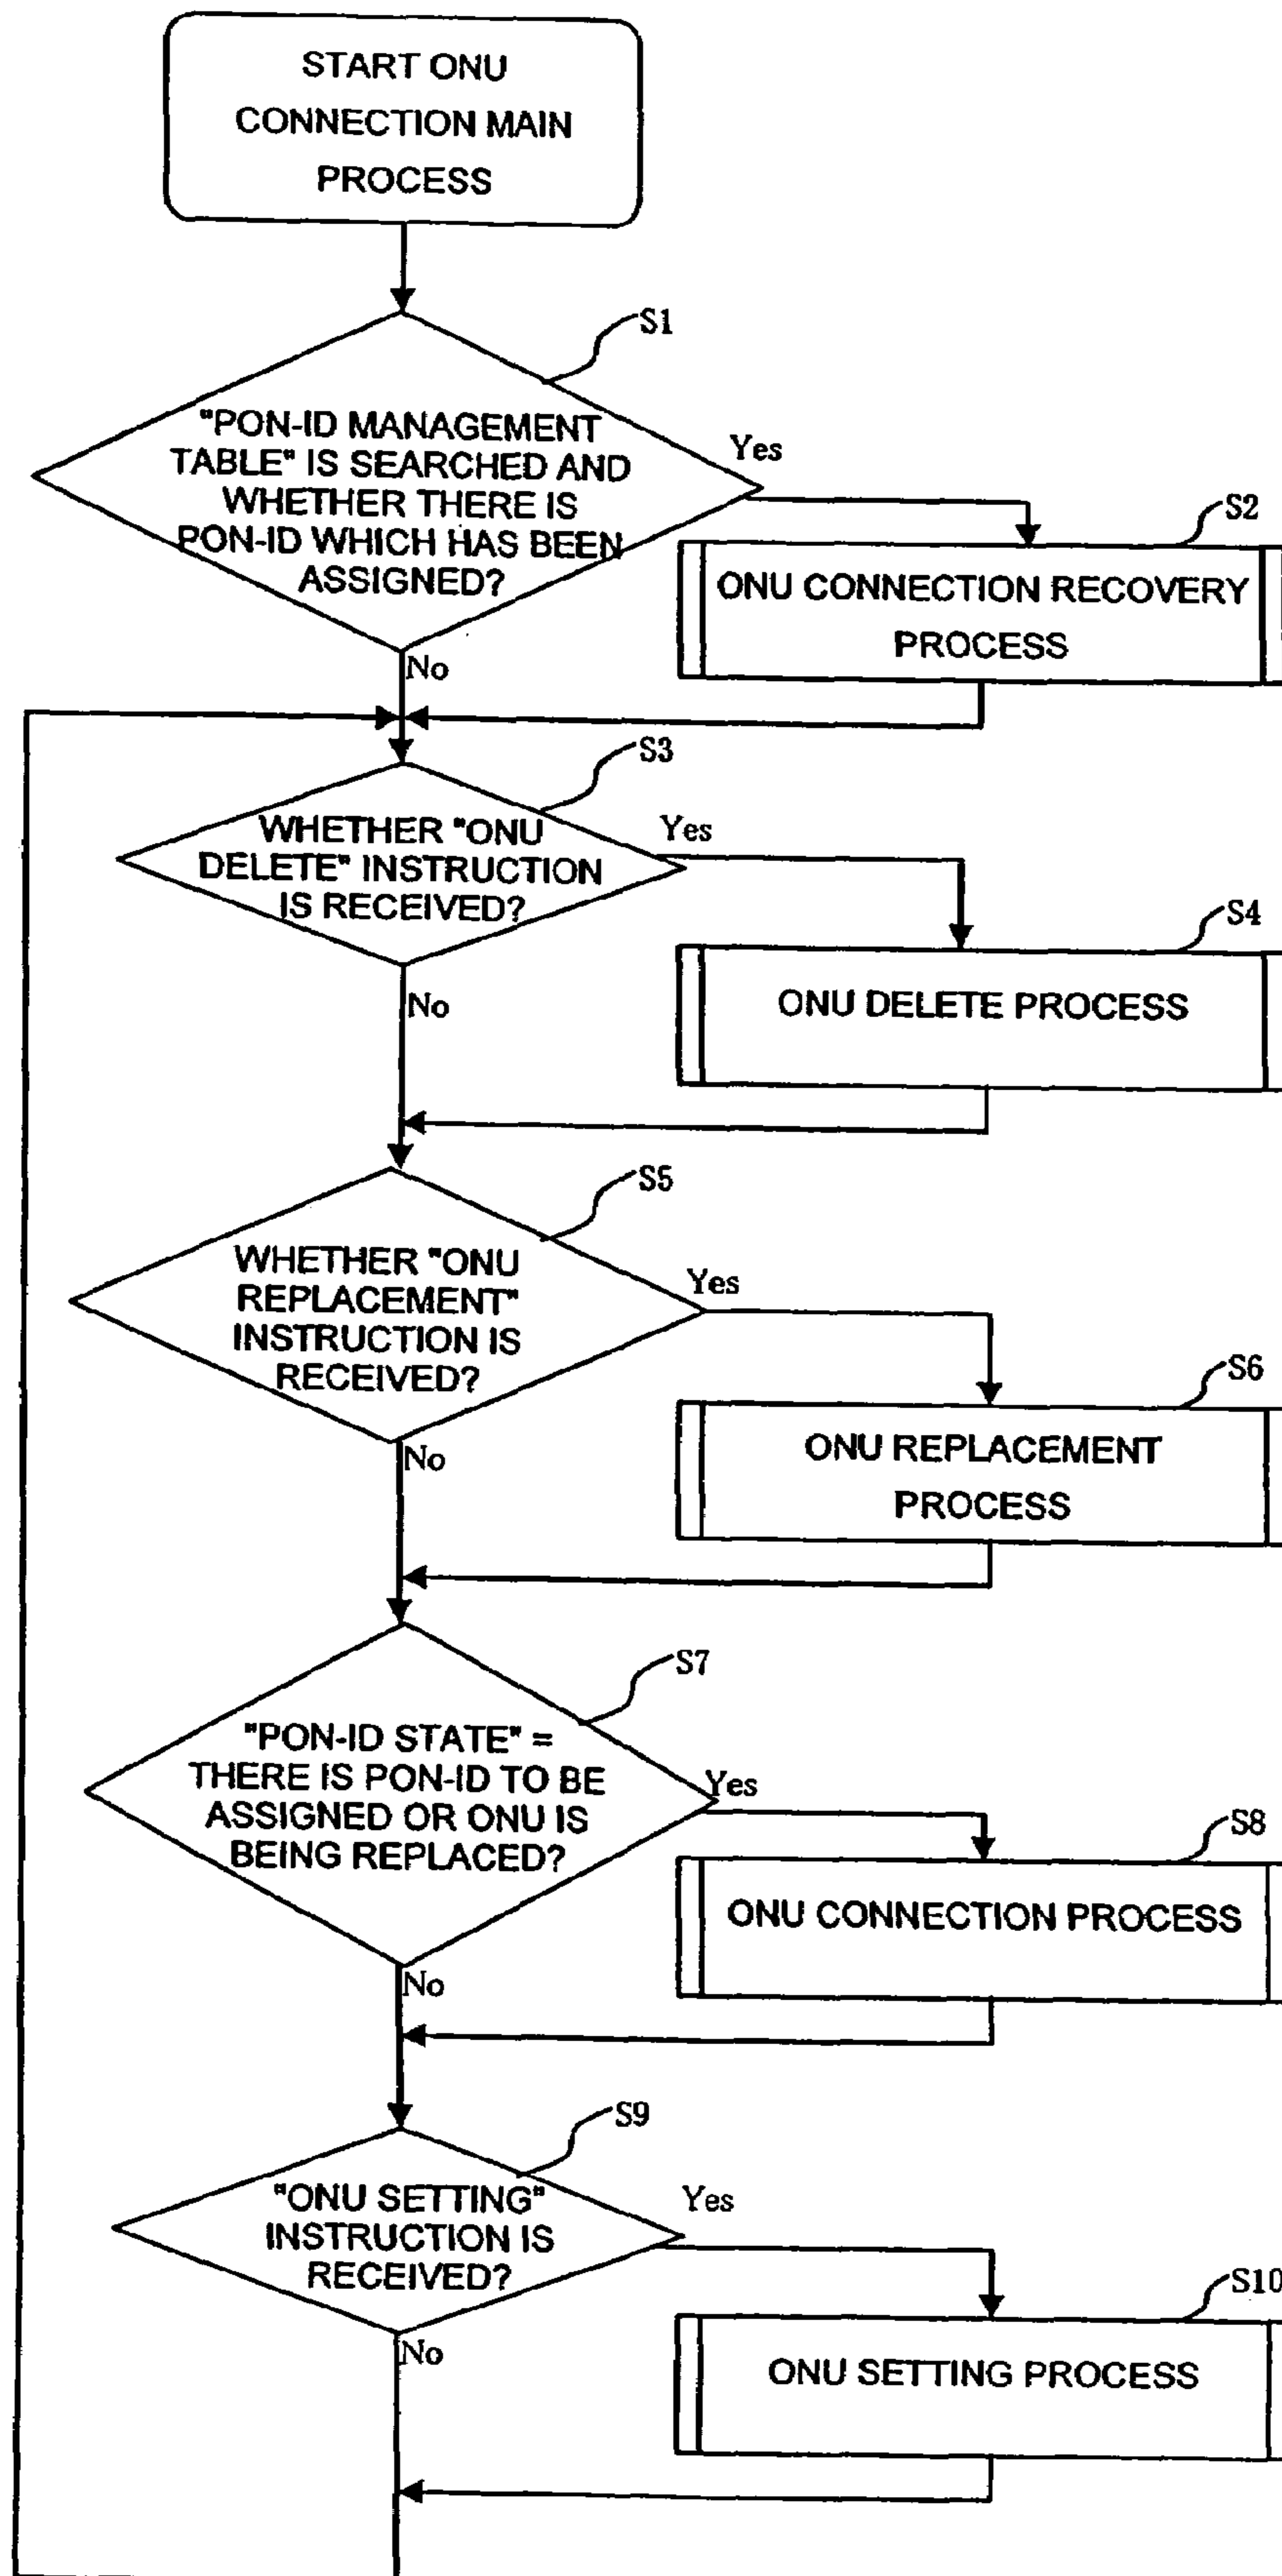 START ONU
CONNECTION MAIN
PROCESS
S1
"PON-ID MANAGEMENT
TABLE" IS SEARCHED AND
WHETHER THERE IS
PON-ID WHICH HAS BEEN
ASSIGNED?
Yes
S2
ONU CONNECTION RECOVERY
PROCESS
No
S3
WHETHER "ONU
DELETE" INSTRUCTION
IS RECEIVED?
Yes
S4
ONU DELETE PROCESS
No
S5
WHETHER "ONU
REPLACEMENT"
INSTRUCTION IS
RECEIVED?
Yes
S6
ONU REPLACEMENT
PROCESS
No
S7
"PON-ID STATE" =
THERE IS PON-ID TO BE
ASSIGNED OR ONU IS
BEING REPLACED?
Yes
S8
ONU CONNECTION PROCESS
No
S9
"ONU SETTING"
INSTRUCTION IS
RECEIVED?
Yes
S10
ONU SETTING PROCESS
No